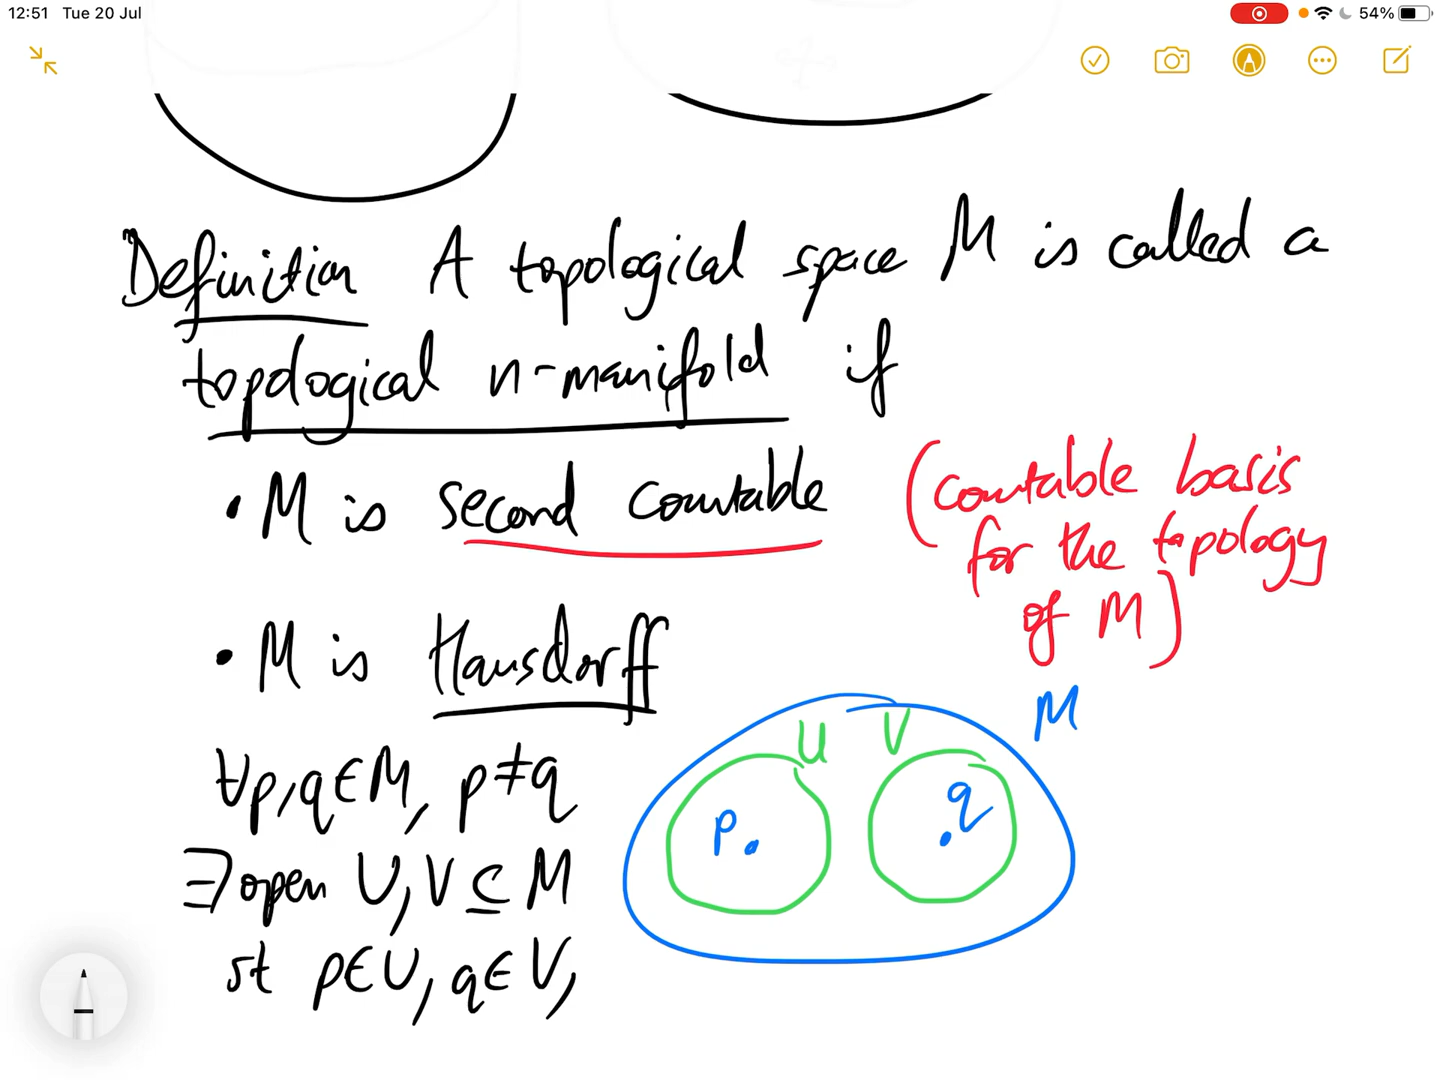 12:51 Tue 20 Jul
54%
Definition A topological space M is called a
topological n-manifold if
• M is second countable
(countable basis
for the topology
of M)
• M is Hausdorff
∀p,q∈M, p≠q
∃ open U,V ⊆ M
st p∈U, q∈V,
M
U V
p. .q